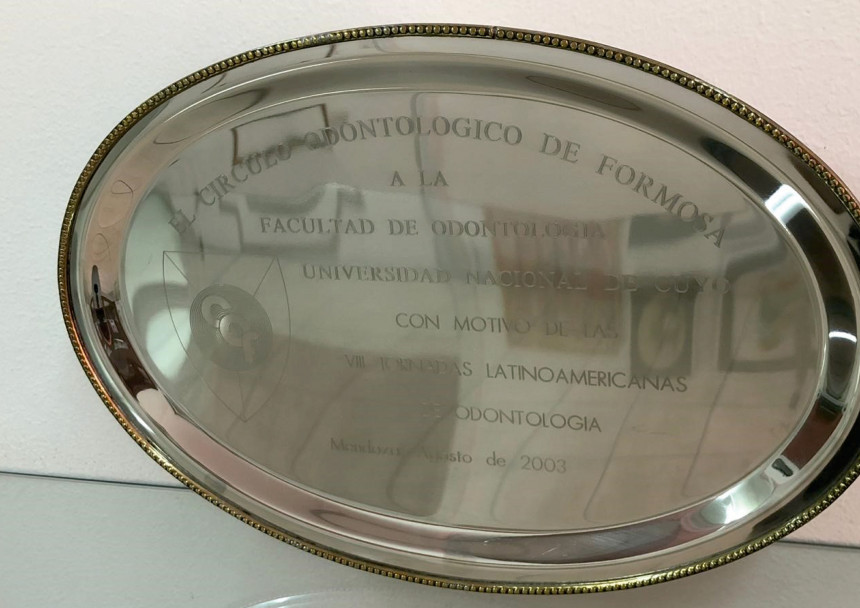 EL CIRCULO ODONTOLOGICO DE FORMOSA
A LA
FACULTAD DE ODONTOLOGIA
UNIVERSIDAD NACIONAL DE CUYO
CON MOTIVO DE LAS
VIII JORNADAS LATINOAMERICANAS
DE ODONTOLOGIA
Mendoza, Agosto de 2003
COF